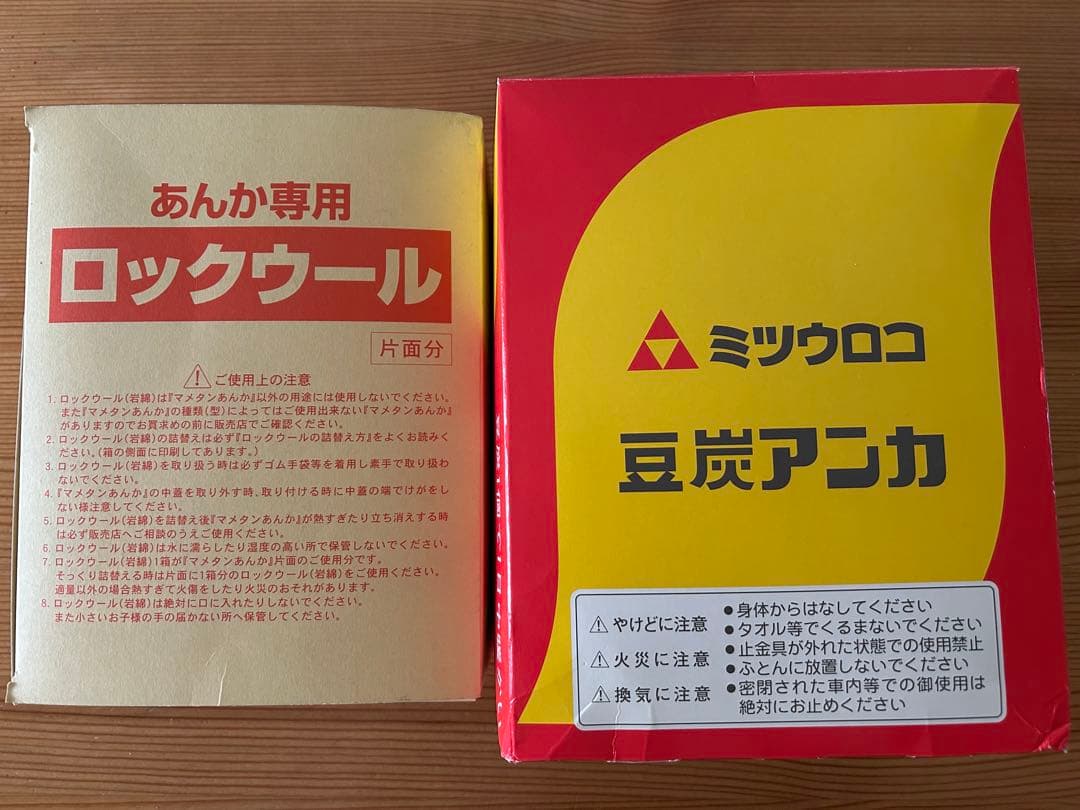 あんか専用
ロックウール
片面分
ご使用上の注意
1. ロックウール(岩綿)は『マメタンあんか』以外の用途には使用しないでください。
また『マメタンあんか』の種類(型)によってはご使用出来ない『マメタンあんか』
がありますのでお買求めの前に販売店でご確認ください。
2. ロックウール(岩綿)の詰替えは必ず『ロックウールの詰替え方』をよくお読みく
ださい。(箱の側面に印刷してあります。)
3. ロックウール(岩綿)を取り扱う時は必ずゴム手袋等を着用し素手で取り扱わ
ないでください。
4. 『マメタンあんか』の中蓋を取り外す時、取り付ける時に中蓋の端でけがをし
ない様注意してください。
5. ロックウール(岩綿)を詰替え後『マメタンあんか』が熱すぎたり立ち消えする時
は必ず販売店へご相談のうえご使用ください。
6. ロックウール(岩綿)は水に濡らしたり湿度の高い所で保管しないでください。
7. ロックウール(岩綿)1箱が『マメタンあんか』片面のご使用分です。
そっくり詰替える時は片面に1箱分のロックウール(岩綿)をご使用ください。
適量以外の場合熱すぎて火傷をしたり火災のおそれがあります。
8. ロックウール(岩綿)は絶対に口に入れたりしないでください。
また小さいお子様の手の届かない所へ保管してください。
ミツウロコ
豆炭アンカ
やけどに注意
火災に注意
換気に注意
●身体からはなしてください
●タオル等でくるまないでください
●止金具が外れた状態での使用禁止
●ふとんに放置しないでください
●密閉された車内等での御使用は
絶対にお止めください